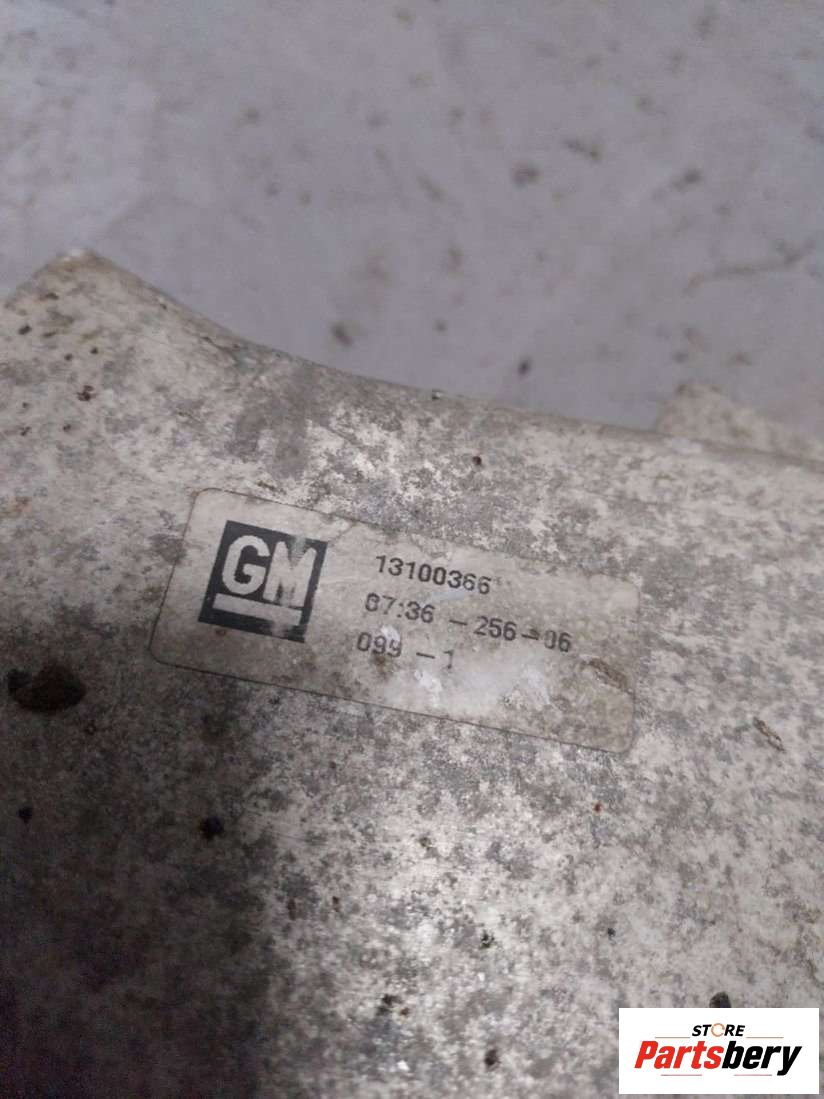 GM
13100366
07:36 - 256-06
099 - 1
STORE
Partsbery